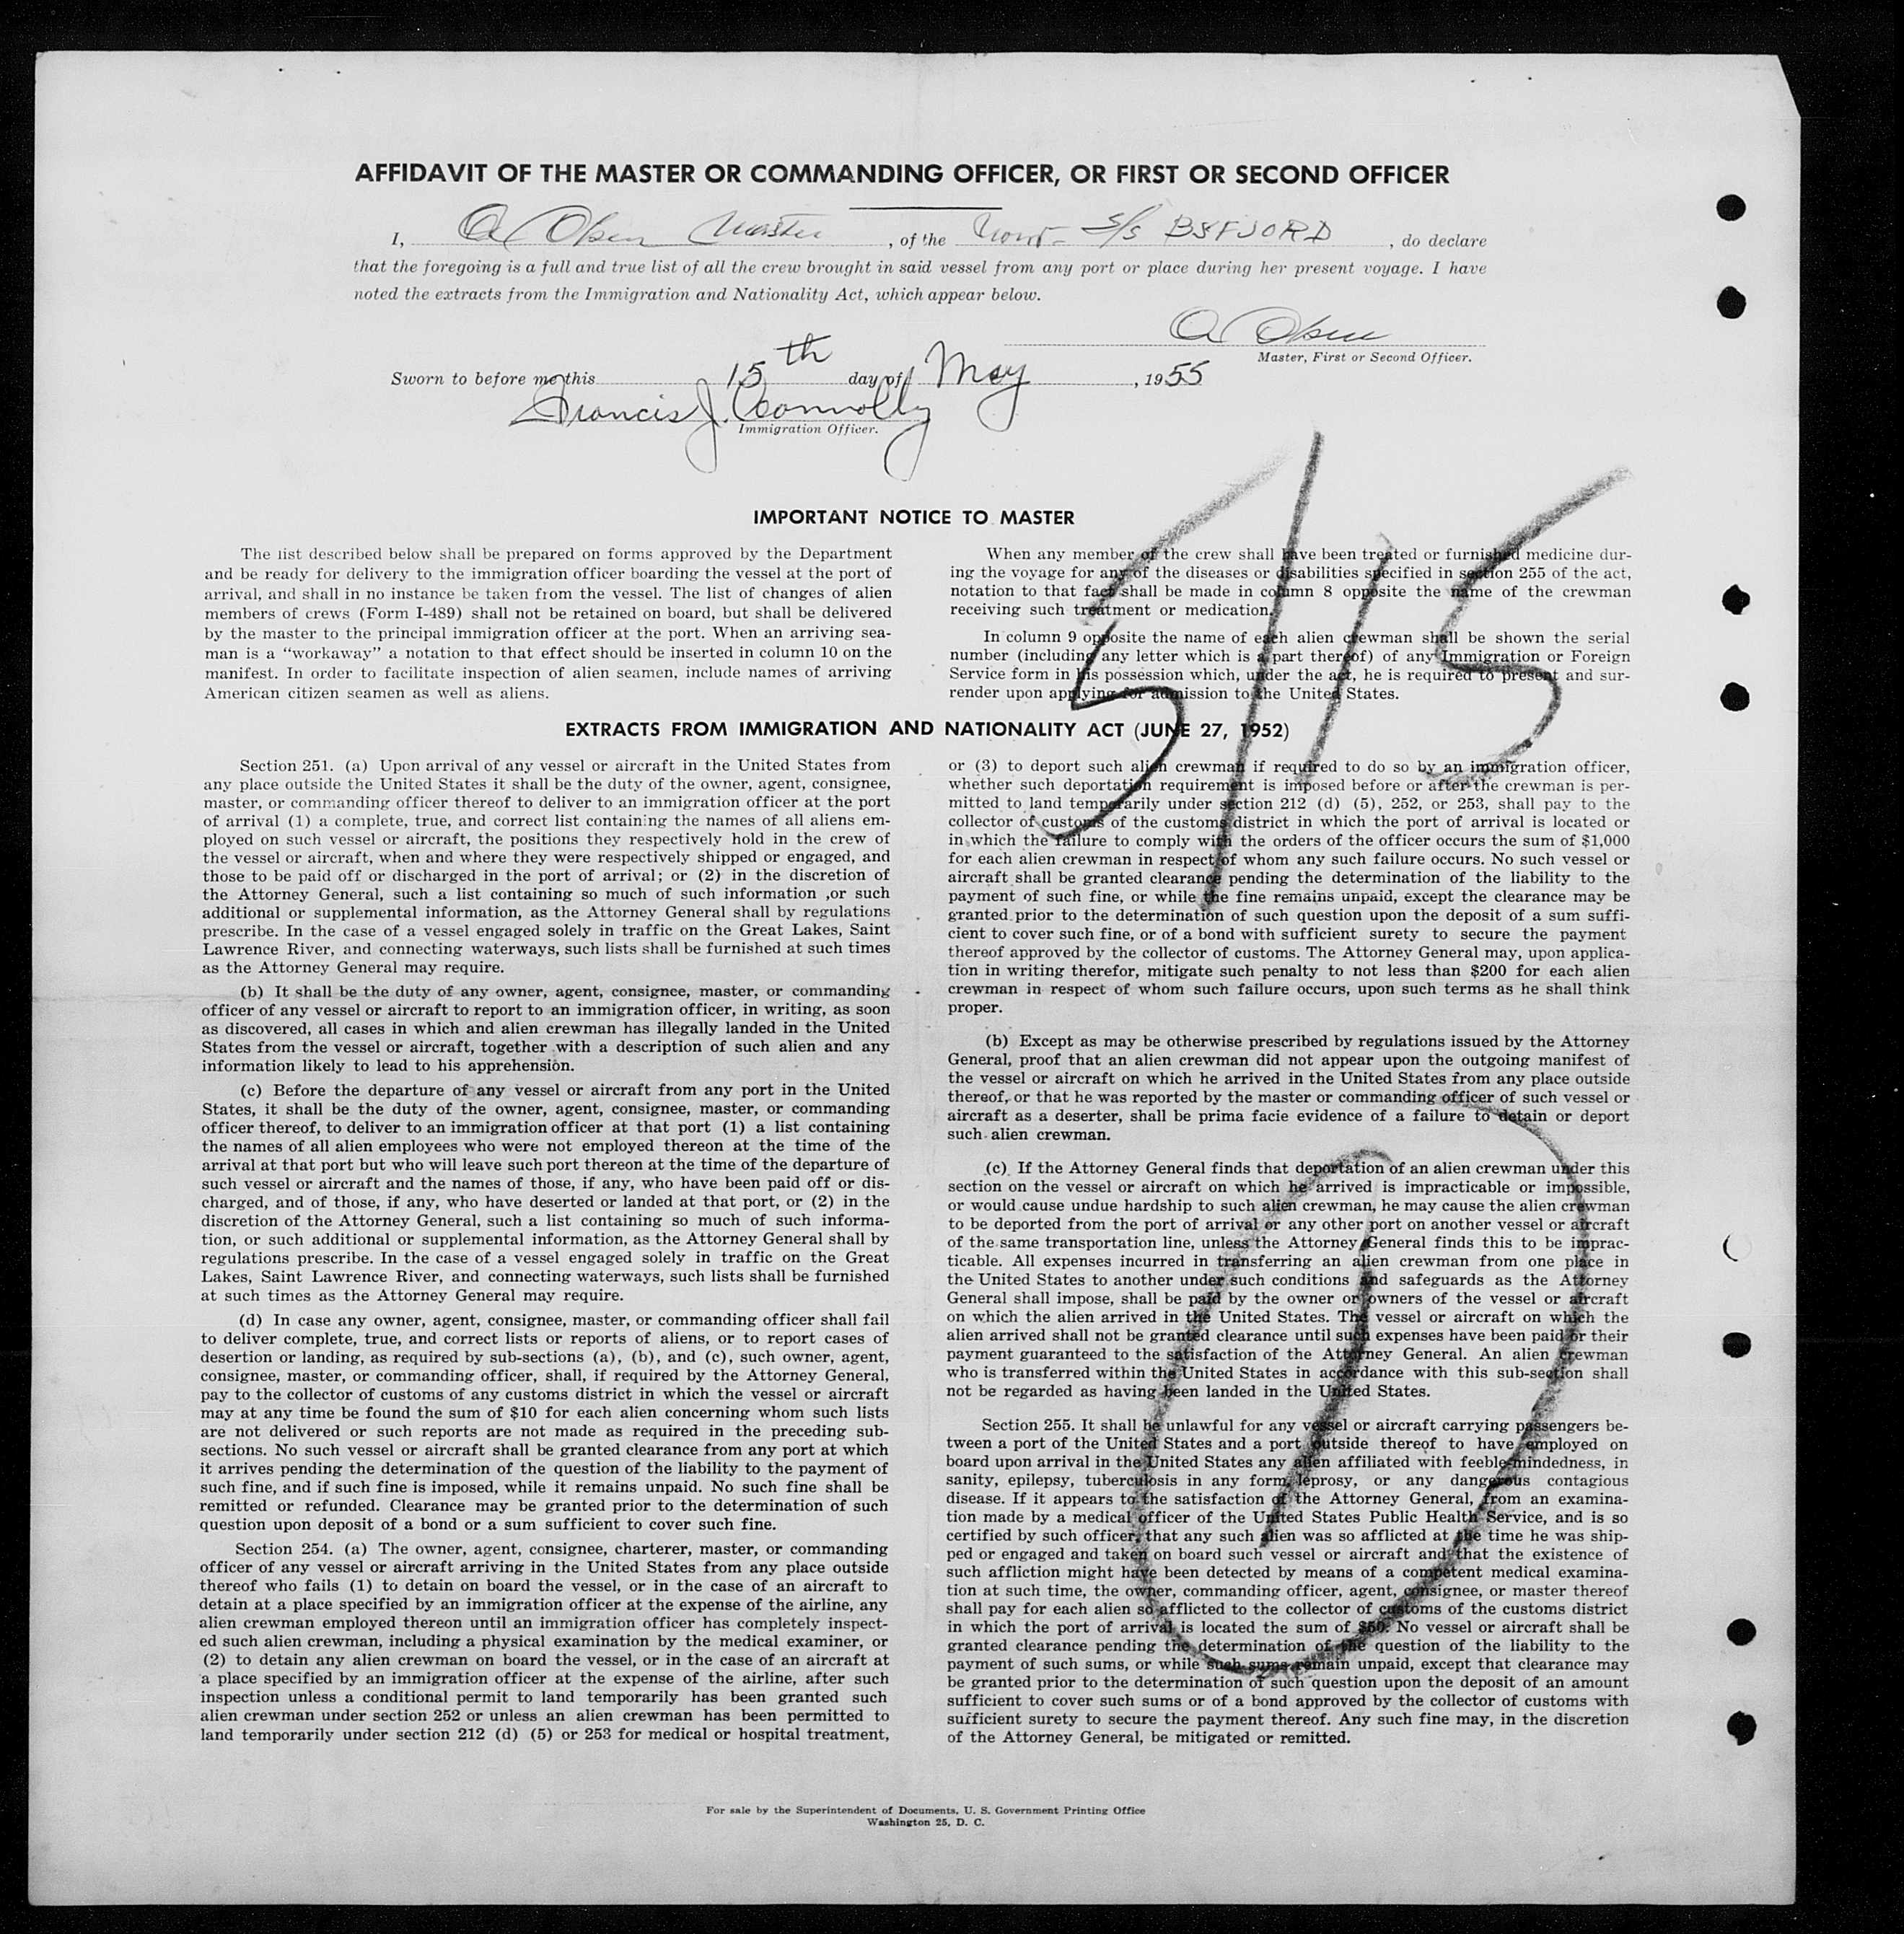 AFFIDAVIT OF THE MASTER OR COMMANDING OFFICER, OR FIRST OR SECOND OFFICER
I, A Olsen Master, of the Norw. S/S BSFJORD, do declare
that the foregoing is a full and true list of all the crew brought in said vessel from any port or place during her present voyage. I have
noted the extracts from the Immigration and Nationality Act, which appear below.
A Olsen
Master, First or Second Officer.
Sworn to before me this 15th day of May, 1955
Francis J. Connolly
Immigration Officer.
5/15
1
IMPORTANT NOTICE TO MASTER
The list described below shall be prepared on forms approved by the Department
and be ready for delivery to the immigration officer boarding the vessel at the port of
arrival, and shall in no instance be taken from the vessel. The list of changes of alien
members of crews (Form I-489) shall not be retained on board, but shall be delivered
by the master to the principal immigration officer at the port. When an arriving sea-
man is a “workaway” a notation to that effect should be inserted in column 10 on the
manifest. In order to facilitate inspection of alien seamen, include names of arriving
American citizen seamen as well as aliens.
When any member of the crew shall have been treated or furnished medicine dur-
ing the voyage for any of the diseases or disabilities specified in section 255 of the act,
notation to that fact shall be made in column 8 opposite the name of the crewman
receiving such treatment or medication.
In column 9 opposite the name of each alien crewman shall be shown the serial
number (including any letter which is a part thereof) of any Immigration or Foreign
Service form in his possession which, under the act, he is required to present and sur-
render upon applying for admission to the United States.
EXTRACTS FROM IMMIGRATION AND NATIONALITY ACT (JUNE 27, 1952)
Section 251. (a) Upon arrival of any vessel or aircraft in the United States from
any place outside the United States it shall be the duty of the owner, agent, consignee,
master, or commanding officer thereof to deliver to an immigration officer at the port
of arrival (1) a complete, true, and correct list containing the names of all aliens em-
ployed on such vessel or aircraft, the positions they respectively hold in the crew of
the vessel or aircraft, when and where they were respectively shipped or engaged, and
those to be paid off or discharged in the port of arrival; or (2) in the discretion of
the Attorney General, such a list containing so much of such information ,or such
additional or supplemental information, as the Attorney General shall by regulations
prescribe. In the case of a vessel engaged solely in traffic on the Great Lakes, Saint
Lawrence River, and connecting waterways, such lists shall be furnished at such times
as the Attorney General may require.
(b) It shall be the duty of any owner, agent, consignee, master, or commanding
officer of any vessel or aircraft to report to an immigration officer, in writing, as soon
as discovered, all cases in which and alien crewman has illegally landed in the United
States from the vessel or aircraft, together with a description of such alien and any
information likely to lead to his apprehension.
(c) Before the departure of any vessel or aircraft from any port in the United
States, it shall be the duty of the owner, agent, consignee, master, or commanding
officer thereof, to deliver to an immigration officer at that port (1) a list containing
the names of all alien employees who were not employed thereon at the time of the
arrival at that port but who will leave such port thereon at the time of the departure of
such vessel or aircraft and the names of those, if any, who have been paid off or dis-
charged, and of those, if any, who have deserted or landed at that port, or (2) in the
discretion of the Attorney General, such a list containing so much of such informa-
tion, or such additional or supplemental information, as the Attorney General shall by
regulations prescribe. In the case of a vessel engaged solely in traffic on the Great
Lakes, Saint Lawrence River, and connecting waterways, such lists shall be furnished
at such times as the Attorney General may require.
(d) In case any owner, agent, consignee, master, or commanding officer shall fail
to deliver complete, true, and correct lists or reports of aliens, or to report cases of
desertion or landing, as required by sub-sections (a), (b), and (c), such owner, agent,
consignee, master, or commanding officer, shall, if required by the Attorney General,
pay to the collector of customs of any customs district in which the vessel or aircraft
may at any time be found the sum of $10 for each alien concerning whom such lists
are not delivered or such reports are not made as required in the preceding sub-
sections. No such vessel or aircraft shall be granted clearance from any port at which
it arrives pending the determination of the question of the liability to the payment of
such fine, and if such fine is imposed, while it remains unpaid. No such fine shall be
remitted or refunded. Clearance may be granted prior to the determination of such
question upon deposit of a bond or a sum sufficient to cover such fine.
Section 254. (a) The owner, agent, consignee, charterer, master, or commanding
officer of any vessel or aircraft arriving in the United States from any place outside
thereof who fails (1) to detain on board the vessel, or in the case of an aircraft to
detain at a place specified by an immigration officer at the expense of the airline, any
alien crewman employed thereon until an immigration officer has completely inspect-
ed such alien crewman, including a physical examination by the medical examiner, or
(2) to detain any alien crewman on board the vessel, or in the case of an aircraft at
a place specified by an immigration officer at the expense of the airline, after such
inspection unless a conditional permit to land temporarily has been granted such
alien crewman under section 252 or unless an alien crewman has been permitted to
land temporarily under section 212 (d) (5) or 253 for medical or hospital treatment,
or (3) to deport such alien crewman if required to do so by an immigration officer,
whether such deportation requirement is imposed before or after the crewman is per-
mitted to land temporarily under section 212 (d) (5), 252, or 253, shall pay to the
collector of customs of the customs district in which the port of arrival is located or
in which the failure to comply with the orders of the officer occurs the sum of $1,000
for each alien crewman in respect of whom any such failure occurs. No such vessel or
aircraft shall be granted clearance pending the determination of the liability to the
payment of such fine, or while the fine remains unpaid, except the clearance may be
granted prior to the determination of such question upon the deposit of a sum suffi-
cient to cover such fine, or of a bond with sufficient surety to secure the payment
thereof approved by the collector of customs. The Attorney General may, upon applica-
tion in writing therefor, mitigate such penalty to not less than $200 for each alien
crewman in respect of whom such failure occurs, upon such terms as he shall think
proper.
(b) Except as may be otherwise prescribed by regulations issued by the Attorney
General, proof that an alien crewman did not appear upon the outgoing manifest of
the vessel or aircraft on which he arrived in the United States from any place outside
thereof, or that he was reported by the master or commanding officer of such vessel or
aircraft as a deserter, shall be prima facie evidence of a failure to detain or deport
such alien crewman.
(c) If the Attorney General finds that deportation of an alien crewman under this
section on the vessel or aircraft on which he arrived is impracticable or impossible,
or would cause undue hardship to such alien crewman, he may cause the alien crewman
to be deported from the port of arrival or any other port on another vessel or aircraft
of the same transportation line, unless the Attorney General finds this to be imprac-
ticable. All expenses incurred in transferring an alien crewman from one place in
the United States to another under such conditions and safeguards as the Attorney
General shall impose, shall be paid by the owner or owners of the vessel or aircraft
on which the alien arrived in the United States. The vessel or aircraft on which the
alien arrived shall not be granted clearance until such expenses have been paid or their
payment guaranteed to the satisfaction of the Attorney General. An alien crewman
who is transferred within the United States in accordance with this sub-section shall
not be regarded as having been landed in the United States.
Section 255. It shall be unlawful for any vessel or aircraft carrying passengers be-
tween a port of the United States and a port outside thereof to have employed on
board upon arrival in the United States any alien affiliated with feeble-mindedness, in
sanity, epilepsy, tuberculosis in any form, leprosy, or any dangerous contagious
disease. If it appears to the satisfaction of the Attorney General, from an examina-
tion made by a medical officer of the United States Public Health Service, and is so
certified by such officer, that any such alien was so afflicted at the time he was ship-
ped or engaged and taken on board such vessel or aircraft and that the existence of
such affliction might have been detected by means of a competent medical examina-
tion at such time, the owner, commanding officer, agent, consignee, or master thereof
shall pay for each alien so afflicted to the collector of customs of the customs district
in which the port of arrival is located the sum of $50. No vessel or aircraft shall be
granted clearance pending the determination of the question of the liability to the
payment of such sums, or while such sums remain unpaid, except that clearance may
be granted prior to the determination of such question upon the deposit of an amount
sufficient to cover such sums or of a bond approved by the collector of customs with
sufficient surety to secure the payment thereof. Any such fine may, in the discretion
of the Attorney General, be mitigated or remitted.
For sale by the Superintendent of Documents, U. S. Government Printing Office
Washington 25, D. C.